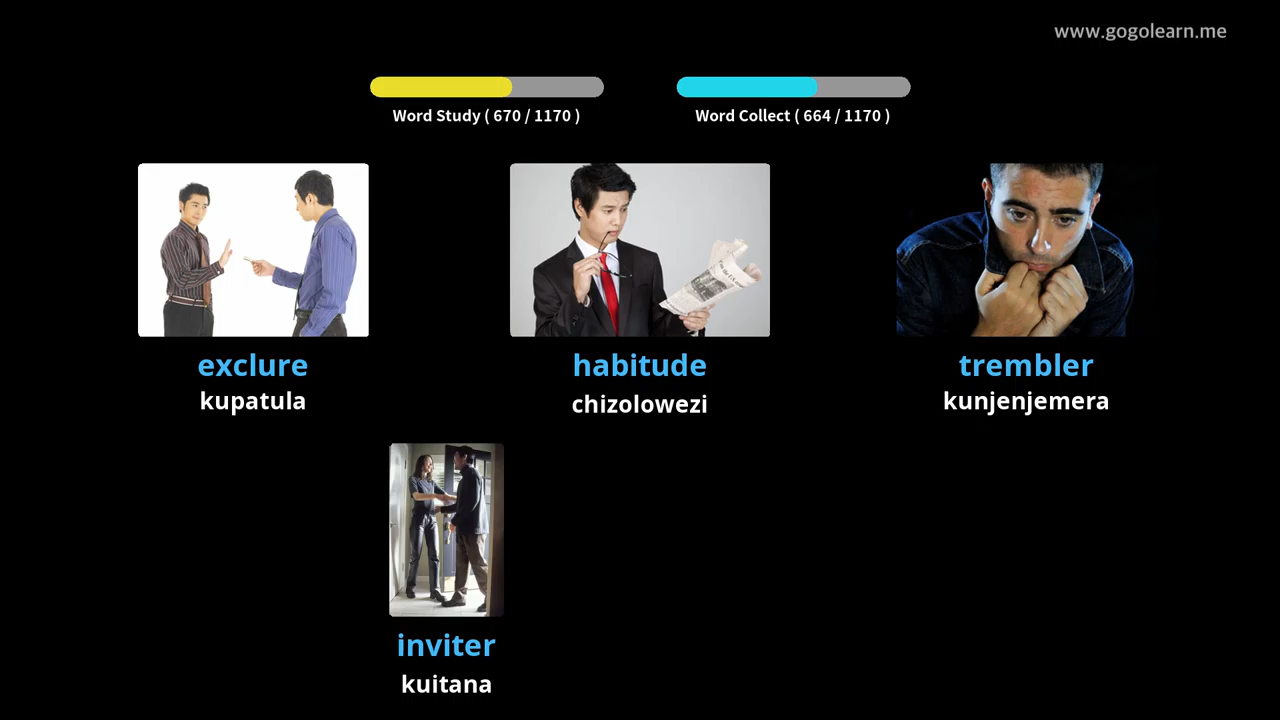 www.gogolearn.me
Word Study ( 670 / 1170 )
Word Collect ( 664 / 1170 )
exclure
kupatula
habitude
chizolowezi
trembler
kunjenjemera
inviter
kuitana